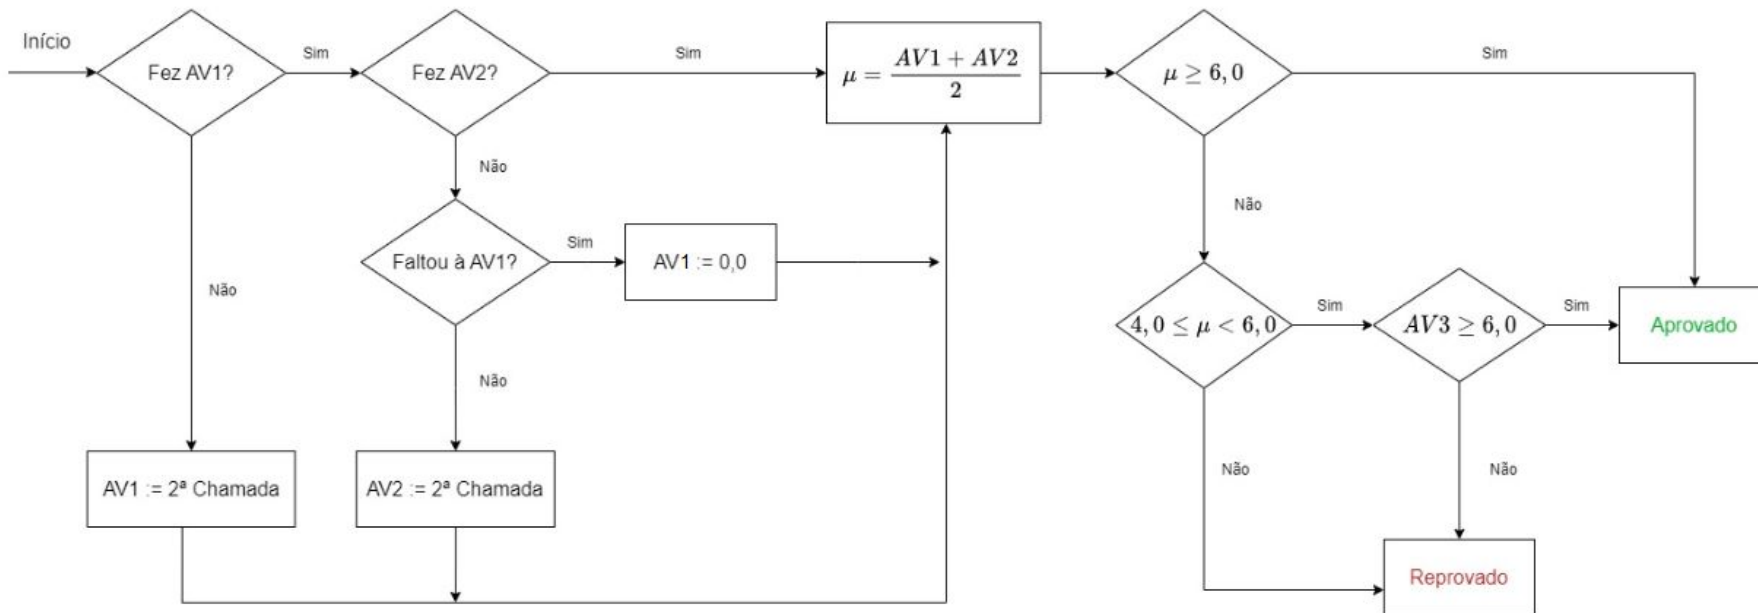 Início
Fez AV1?
Sim
Fez AV2?
Sim
μ = (AV1 + AV2) / 2
μ ≥ 6,0
Sim
Não
Não
Faltou à AV1?
Sim
AV1 := 0,0
Não
Não
4,0 ≤ μ < 6,0
Sim
AV3 ≥ 6,0
Sim
Aprovado
Não
AV1 := 2ª Chamada
AV2 := 2ª Chamada
Não
Não
Reprovado